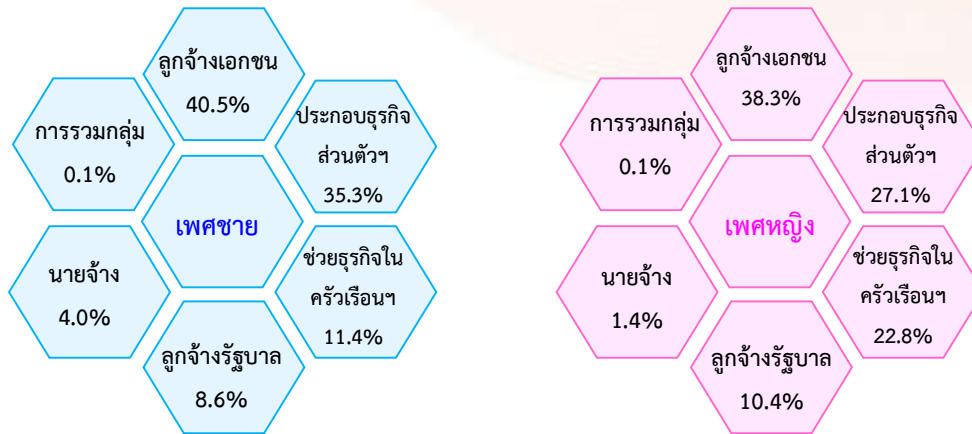 ลูกจ้างเอกชน
40.5%
ประกอบธุรกิจ
ส่วนตัวฯ
35.3%
การรวมกลุ่ม
0.1%
เพศชาย
ช่วยธุรกิจใน
ครัวเรือนฯ
11.4%
นายจ้าง
4.0%
ลูกจ้างรัฐบาล
8.6%
ลูกจ้างเอกชน
38.3%
ประกอบธุรกิจ
ส่วนตัวฯ
27.1%
การรวมกลุ่ม
0.1%
เพศหญิง
ช่วยธุรกิจใน
ครัวเรือนฯ
22.8%
นายจ้าง
1.4%
ลูกจ้างรัฐบาล
10.4%